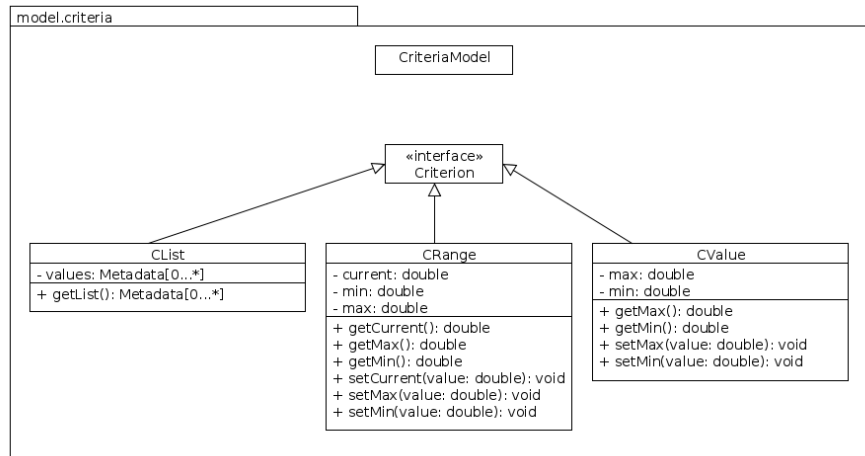 model.criteria
CriteriaModel
«interface»
Criterion
CList
- values: Metadata[0...*]
+ getList(): Metadata[0...*]
CRange
- current: double
- min: double
- max: double
+ getCurrent(): double
+ getMax(): double
+ getMin(): double
+ setCurrent(value: double): void
+ setMax(value: double): void
+ setMin(value: double): void
CValue
- max: double
- min: double
+ getMax(): double
+ getMin(): double
+ setMax(value: double): void
+ setMin(value: double): void